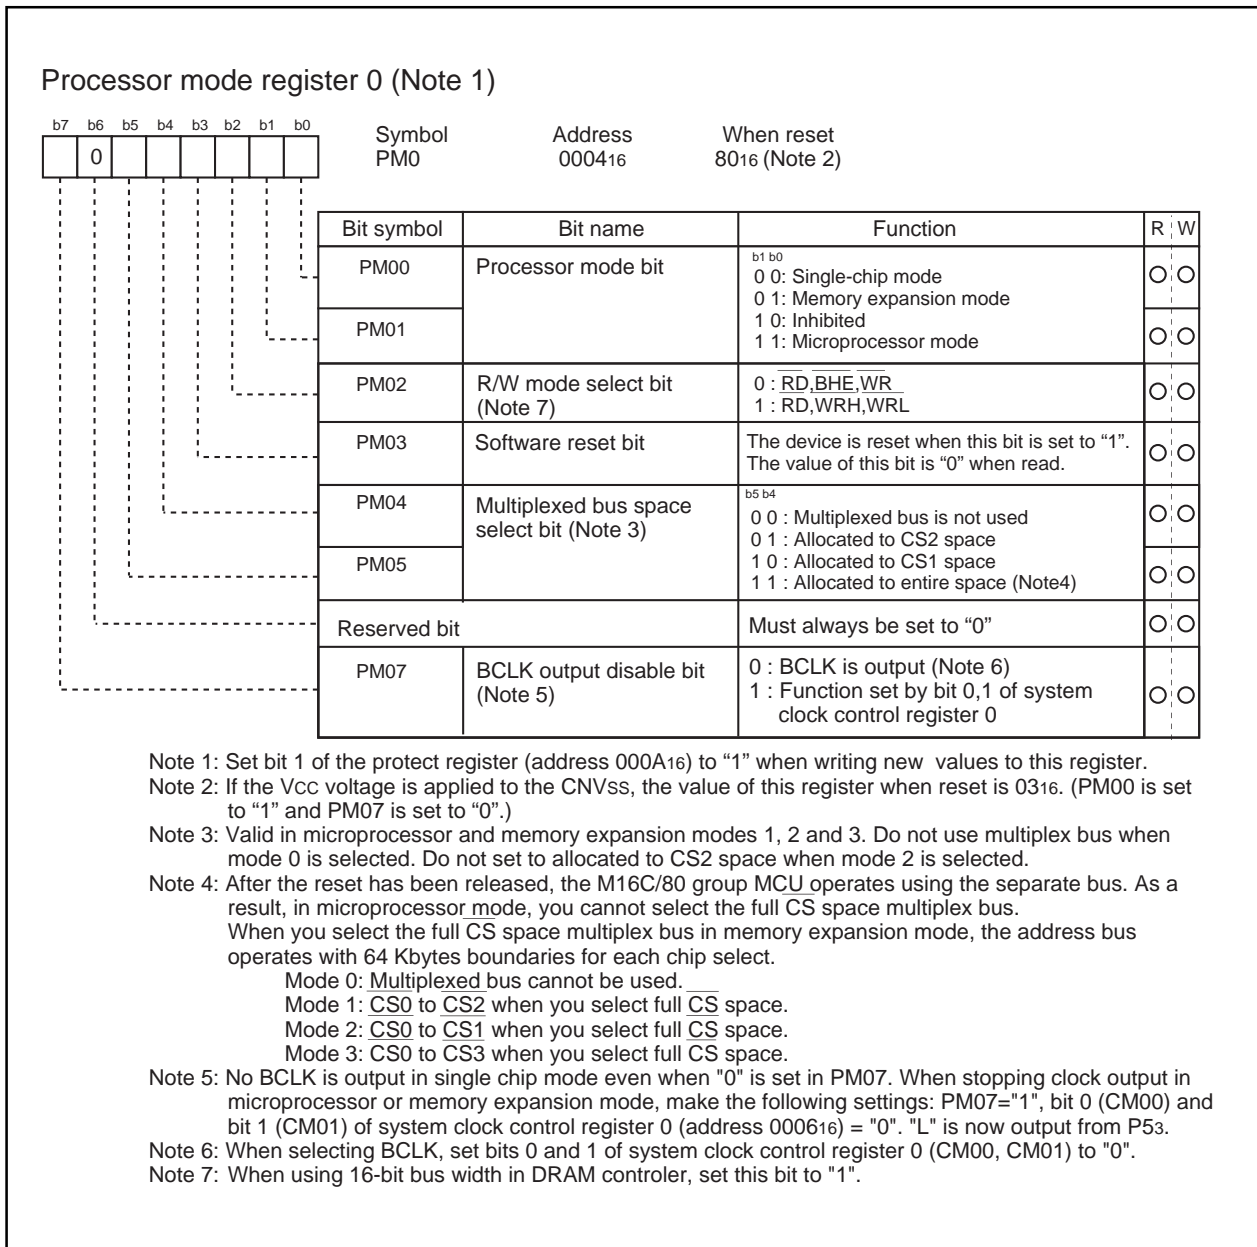 Processor mode register 0 (Note 1)
b7 b6 b5 b4 b3 b2 b1 b0
0
Symbol Address When reset
PM0 000416 8016 (Note 2)
Bit symbol Bit name Function R W
PM00 Processor mode bit b1 b0
0 0: Single-chip mode
0 1: Memory expansion mode
PM01 1 0: Inhibited
1 1: Microprocessor mode
PM02 R/W mode select bit 0 : RD,BHE,WR
(Note 7) 1 : RD,WRH,WRL
PM03 Software reset bit The device is reset when this bit is set to “1”.
The value of this bit is “0” when read.
PM04 Multiplexed bus space b5 b4
select bit (Note 3) 0 0 : Multiplexed bus is not used
0 1 : Allocated to CS2 space
PM05 1 0 : Allocated to CS1 space
1 1 : Allocated to entire space (Note4)
Reserved bit Must always be set to “0”
PM07 BCLK output disable bit 0 : BCLK is output (Note 6)
(Note 5) 1 : Function set by bit 0,1 of system
clock control register 0
Note 1: Set bit 1 of the protect register (address 000A16) to “1” when writing new values to this register.
Note 2: If the VCC voltage is applied to the CNVSS, the value of this register when reset is 0316. (PM00 is set
to “1” and PM07 is set to “0”.)
Note 3: Valid in microprocessor and memory expansion modes 1, 2 and 3. Do not use multiplex bus when
mode 0 is selected. Do not set to allocated to CS2 space when mode 2 is selected.
Note 4: After the reset has been released, the M16C/80 group MCU operates using the separate bus. As a
result, in microprocessor mode, you cannot select the full CS space multiplex bus.
When you select the full CS space multiplex bus in memory expansion mode, the address bus
operates with 64 Kbytes boundaries for each chip select.
Mode 0: Multiplexed bus cannot be used.
Mode 1: CS0 to CS2 when you select full CS space.
Mode 2: CS0 to CS1 when you select full CS space.
Mode 3: CS0 to CS3 when you select full CS space.
Note 5: No BCLK is output in single chip mode even when "0" is set in PM07. When stopping clock output in
microprocessor or memory expansion mode, make the following settings: PM07="1", bit 0 (CM00) and
bit 1 (CM01) of system clock control register 0 (address 000616) = "0". "L" is now output from P53.
Note 6: When selecting BCLK, set bits 0 and 1 of system clock control register 0 (CM00, CM01) to "0".
Note 7: When using 16-bit bus width in DRAM controler, set this bit to "1".